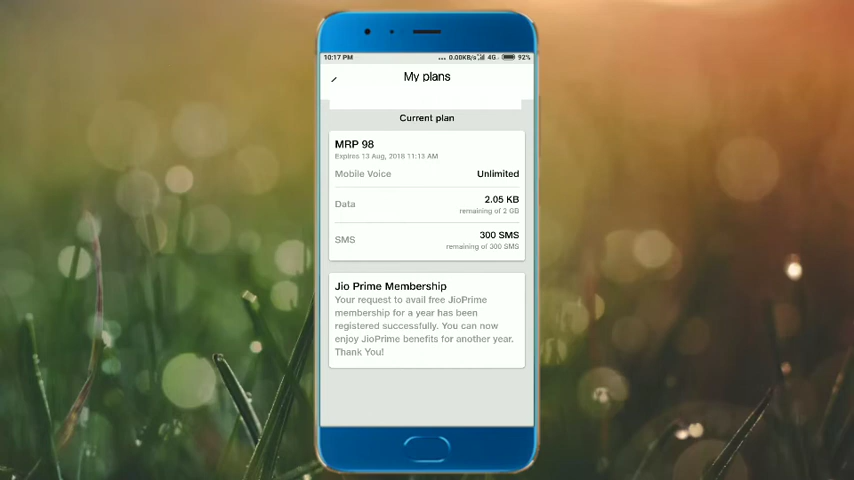 10:17 PM ... 0.00KB/s 4G 92%
My plans
Current plan
MRP 98
Expires 13 Aug, 2018 11:13 AM
Mobile Voice Unlimited
Data 2.05 KB
remaining of 2 GB
SMS 300 SMS
remaining of 300 SMS
Jio Prime Membership
Your request to avail free JioPrime
membership for a year has been
registered successfully. You can now
enjoy JioPrime benefits for another year.
Thank You!